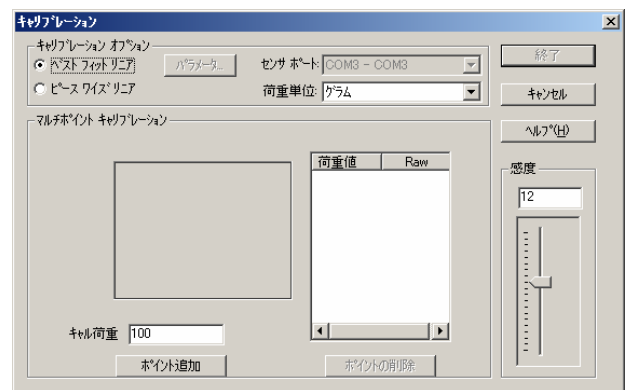 ｷｬﾘﾌﾞﾚｰｼｮﾝ
ｷｬﾘﾌﾞﾚｰｼｮﾝ ｵﾌﾟｼｮﾝ
ﾍﾞｽﾄ ﾌｨｯﾄ ﾘﾆｱ
ﾊﾟﾗﾒｰﾀ...
ｾﾝｻ ﾎﾟｰﾄ: COM3 - COM3
ﾋﾟｰｽ ﾜｲｽﾞ ﾘﾆｱ
荷重単位: ｸﾞﾗﾑ
終了
ｷｬﾝｾﾙ
ﾍﾙﾌﾟ(H)
ﾏﾙﾁﾎﾟｲﾝﾄ ｷｬﾘﾌﾞﾚｰｼｮﾝ
荷重値 Raw
感度
12
ｷｬﾙ荷重 100
ﾎﾟｲﾝﾄ追加
ﾎﾟｲﾝﾄの削除